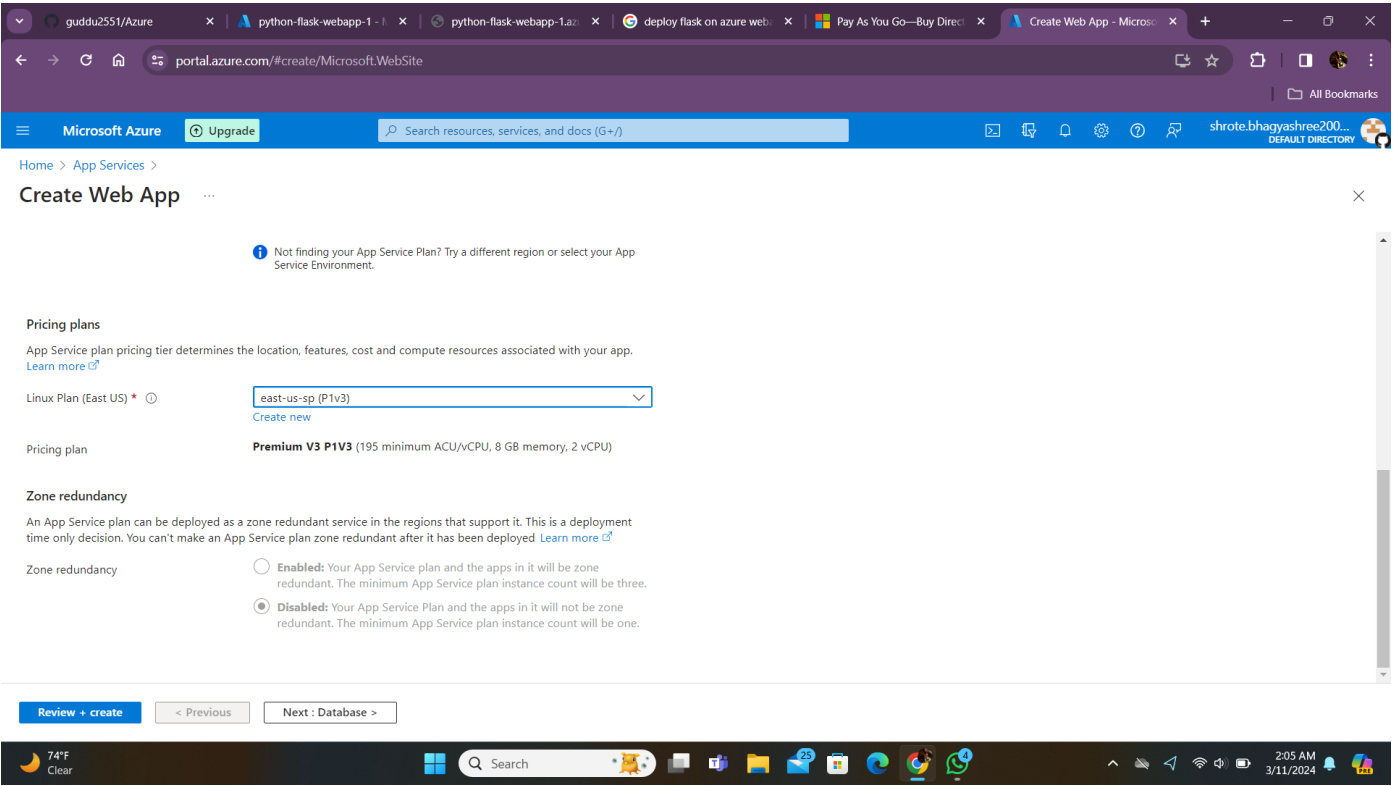 guddu2551/Azure
python-flask-webapp-1 - M
python-flask-webapp-1.az
deploy flask on azure web
Pay As You Go—Buy Direct
Create Web App - Microso
portal.azure.com/#create/Microsoft.WebSite
All Bookmarks
Microsoft Azure
Upgrade
Search resources, services, and docs (G+/)
shrote.bhagyashree200...
DEFAULT DIRECTORY
Home > App Services >
Create Web App ...
Not finding your App Service Plan? Try a different region or select your App
Service Environment.
Pricing plans
App Service plan pricing tier determines the location, features, cost and compute resources associated with your app.
Learn more
Linux Plan (East US) *
east-us-sp (P1v3)
Create new
Pricing plan
Premium V3 P1V3 (195 minimum ACU/vCPU, 8 GB memory, 2 vCPU)
Zone redundancy
An App Service plan can be deployed as a zone redundant service in the regions that support it. This is a deployment
time only decision. You can't make an App Service plan zone redundant after it has been deployed Learn more
Zone redundancy
Enabled: Your App Service plan and the apps in it will be zone
redundant. The minimum App Service plan instance count will be three.
Disabled: Your App Service Plan and the apps in it will not be zone
redundant. The minimum App Service plan instance count will be one.
Review + create
< Previous
Next : Database >
74°F
Clear
Search
25
4
2:05 AM
3/11/2024
PRE